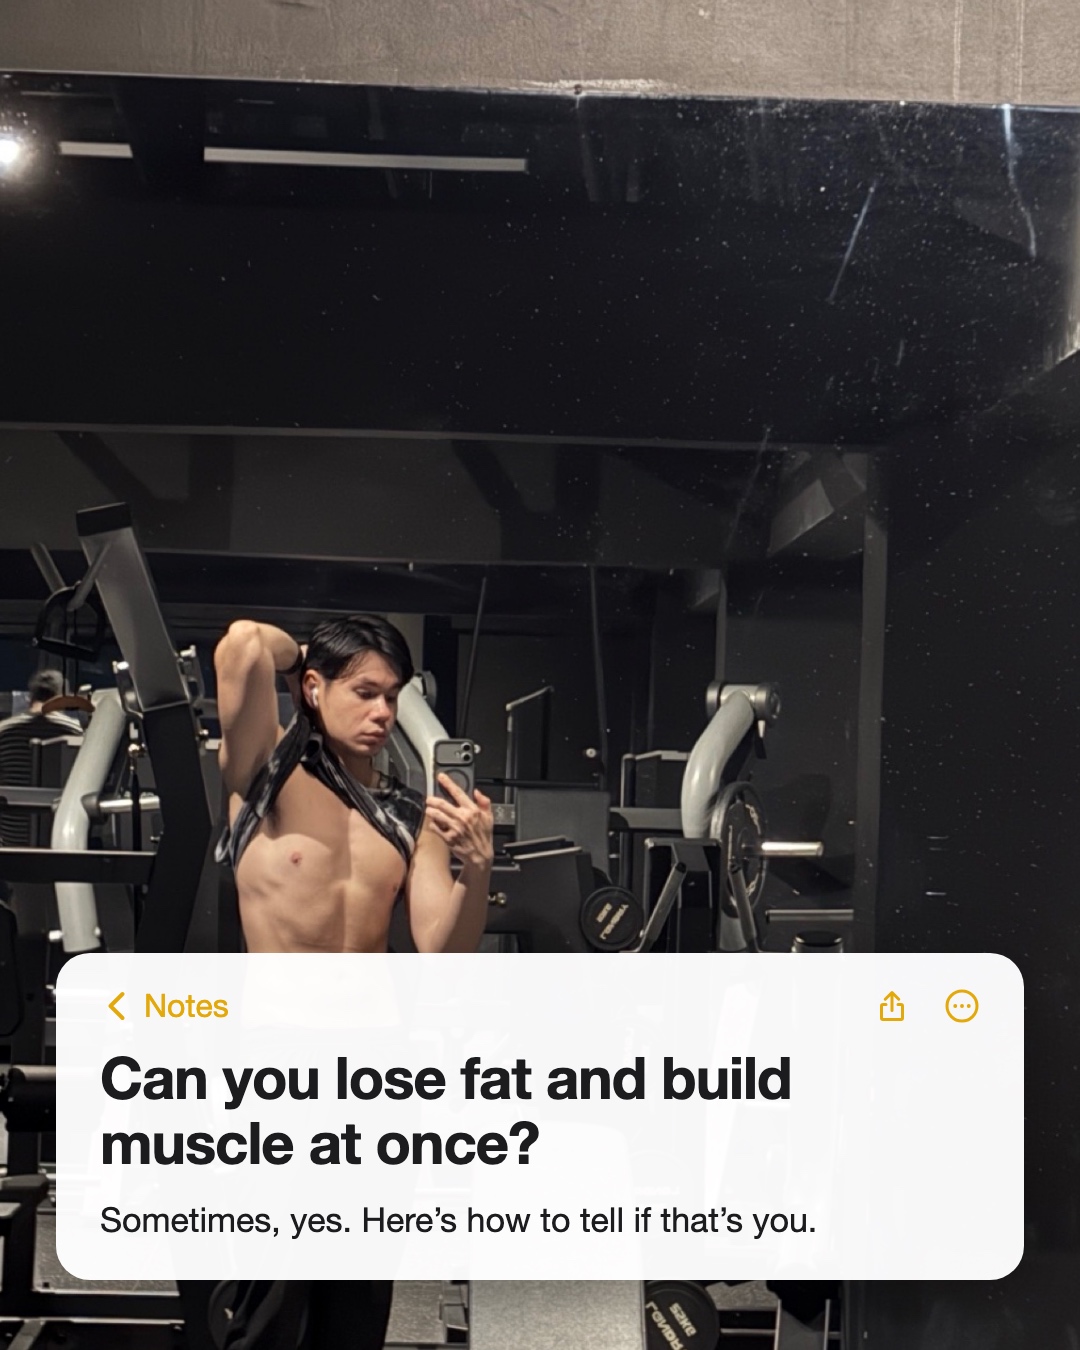 Notes
Can you lose fat and build
muscle at once?
Sometimes, yes. Here’s how to tell if that’s you.